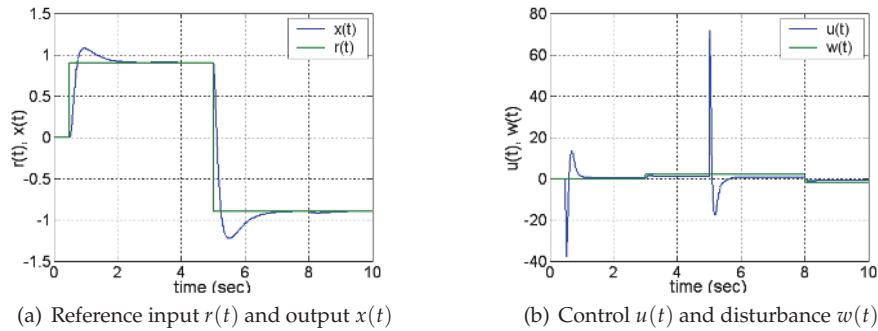 1.5
1
0.5
0
-0.5
-1
-1.5
r(t), x(t)
x(t)
r(t)
0
2
4
6
8
10
time (sec)
(a) Reference input r(t) and output x(t)
80
60
40
20
0
-20
-40
u(t), w(t)
u(t)
w(t)
0
2
4
6
8
10
time (sec)
(b) Control u(t) and disturbance w(t)